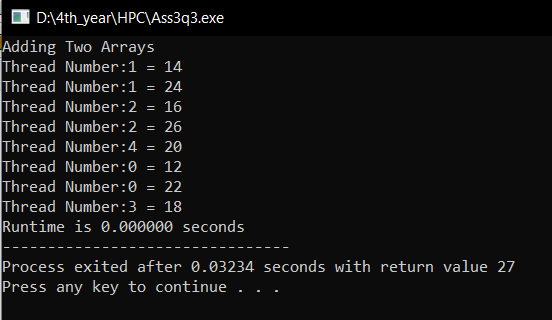 D:\4th_year\HPC\Ass3q3.exe
Adding Two Arrays
Thread Number:1 = 14
Thread Number:1 = 24
Thread Number:2 = 16
Thread Number:2 = 26
Thread Number:4 = 20
Thread Number:0 = 12
Thread Number:0 = 22
Thread Number:3 = 18
Runtime is 0.000000 seconds
--------------------------------
Process exited after 0.03234 seconds with return value 27
Press any key to continue . . .